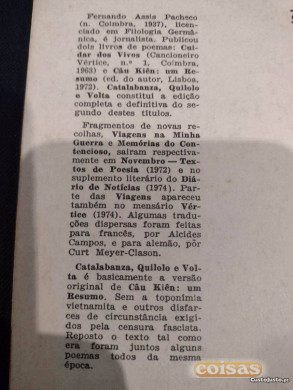 Fernando Assis Pacheco
(n. Coimbra, 1937), licen-
ciado em Filologia Germâ-
nica, é jornalista. Publicou
dois livros de poemas: Cui-
dar dos Vivos (Cancioneiro
Vértice, n.º 1, Coimbra,
1963) e Câu Kiên: um Re-
sumo (ed. do autor, Lisboa,
1972). Catalabanza, Quilolo e
Volta constitui a edição
completa e definitiva do se-
gundo destes títulos.
Fragmentos de novas re-
colhas, Viagens na Minha
Guerra e Memórias do Con-
tencioso, saíram respectiva-
mente em Novembro — Tex-
tos de Poesia (1972) e no
suplemento literário do Diá-
rio de Notícias (1974). Par-
te das Viagens apareceu
também no mensário Vér-
tice (1974). Algumas tradu-
ções dispersas foram feitas
para francês, por Alcides
Campos, e para alemão, por
Curt Meyer-Clason.
Catalabanza, Quilolo e Vol-
ta é basicamente a versão
original de Câu Kiên: um
Resumo. Sem a toponímia
vietnamita e outros disfar-
ces de circunstância exigi-
dos pela censura fascista.
Reposto o texto tal como
era foram juntos alguns
poemas todos da mesma
época.
coisas